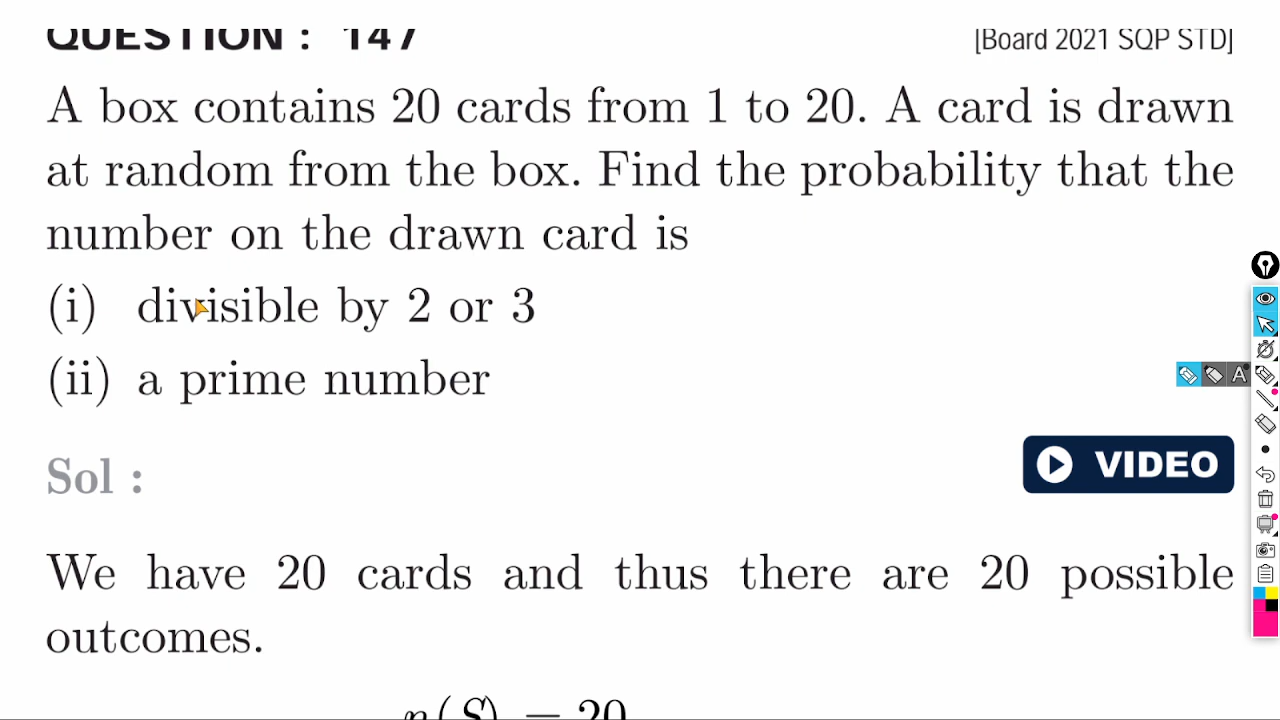 QUESTION : 147
[Board 2021 SQP STD]
A box contains 20 cards from 1 to 20. A card is drawn
at random from the box. Find the probability that the
number on the drawn card is
(i) divisible by 2 or 3
(ii) a prime number
Sol :
VIDEO
We have 20 cards and thus there are 20 possible
outcomes.
n(S) = 20
A